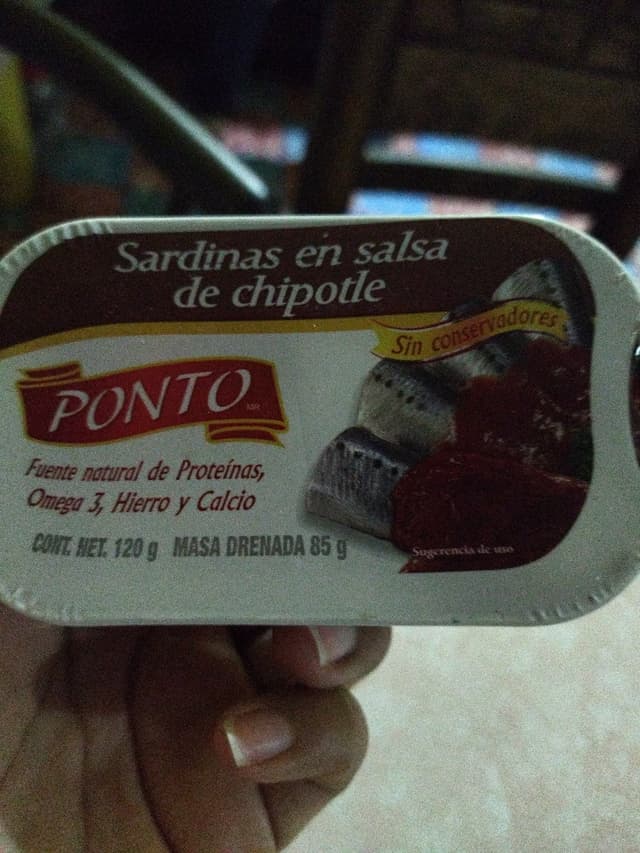 Sardinas en salsa
de chipotle
Sin conservadores
PONTO MR
Fuente natural de Proteínas,
Omega 3, Hierro y Calcio
CONT. NET. 120 g MASA DRENADA 85 g
Sugerencia de uso